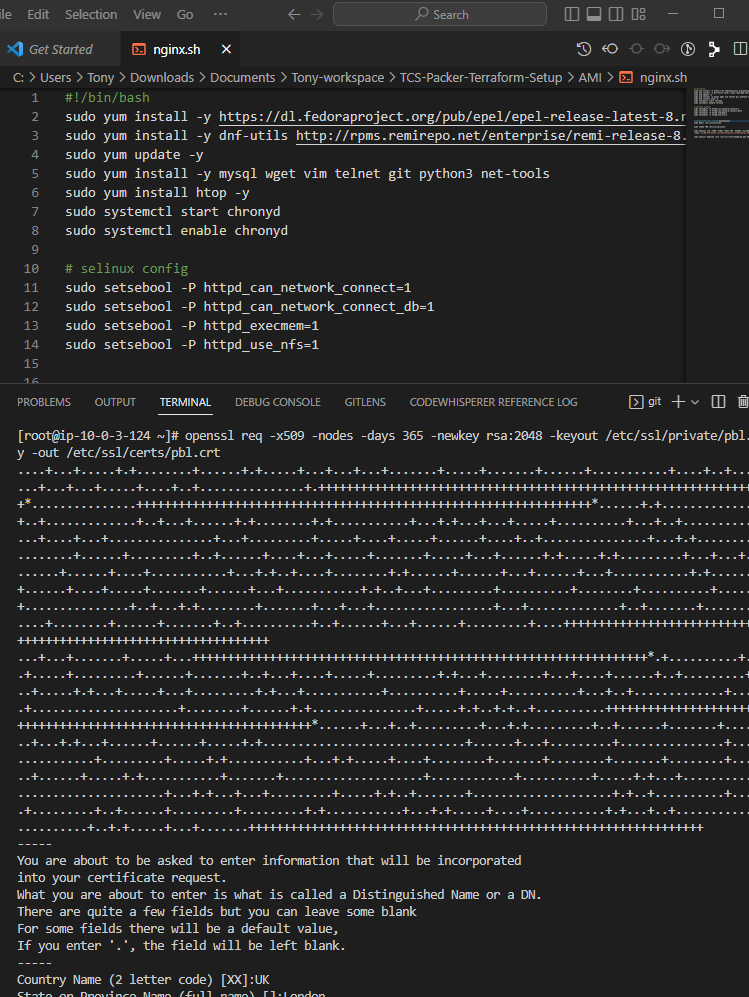 ile Edit Selection View Go ··· Search
Get Started nginx.sh
C: > Users > Tony > Downloads > Documents > Tony-workspace > TCS-Packer-Terraform-Setup > AMI > nginx.sh
1 #!/bin/bash
2 sudo yum install -y https://dl.fedoraproject.org/pub/epel/epel-release-latest-8.r
3 sudo yum install -y dnf-utils http://rpms.remirepo.net/enterprise/remi-release-8.
4 sudo yum update -y
5 sudo yum install -y mysql wget vim telnet git python3 net-tools
6 sudo yum install htop -y
7 sudo systemctl start chronyd
8 sudo systemctl enable chronyd
9
10 # selinux config
11 sudo setsebool -P httpd_can_network_connect=1
12 sudo setsebool -P httpd_can_network_connect_db=1
13 sudo setsebool -P httpd_execmem=1
14 sudo setsebool -P httpd_use_nfs=1
15
16
PROBLEMS OUTPUT TERMINAL DEBUG CONSOLE GITLENS CODEWHISPERER REFERENCE LOG git
[root@ip-10-0-3-124 ~]# openssl req -x509 -nodes -days 365 -newkey rsa:2048 -keyout /etc/ssl/private/pbl.
y -out /etc/ssl/certs/pbl.crt
-----
You are about to be asked to enter information that will be incorporated
into your certificate request.
What you are about to enter is what is called a Distinguished Name or a DN.
There are quite a few fields but you can leave some blank
For some fields there will be a default value,
If you enter '.', the field will be left blank.
-----
Country Name (2 letter code) [XX]:UK
State or Province Name (full name) []:London